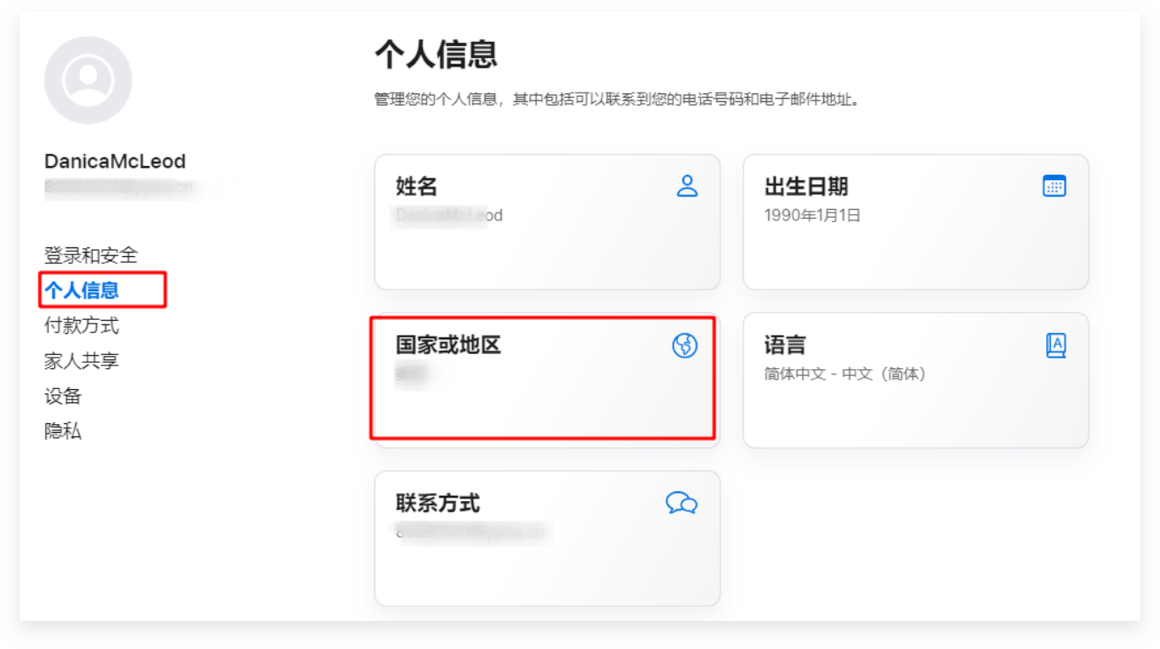 个人信息
管理您的个人信息，其中包括可以联系到您的电话号码和电子邮件地址。
DanicaMcLeod
登录和安全
个人信息
付款方式
家人共享
设备
隐私
姓名
DanicaMcLeod
出生日期
1990年1月1日
国家或地区
语言
简体中文 - 中文（简体）
联系方式